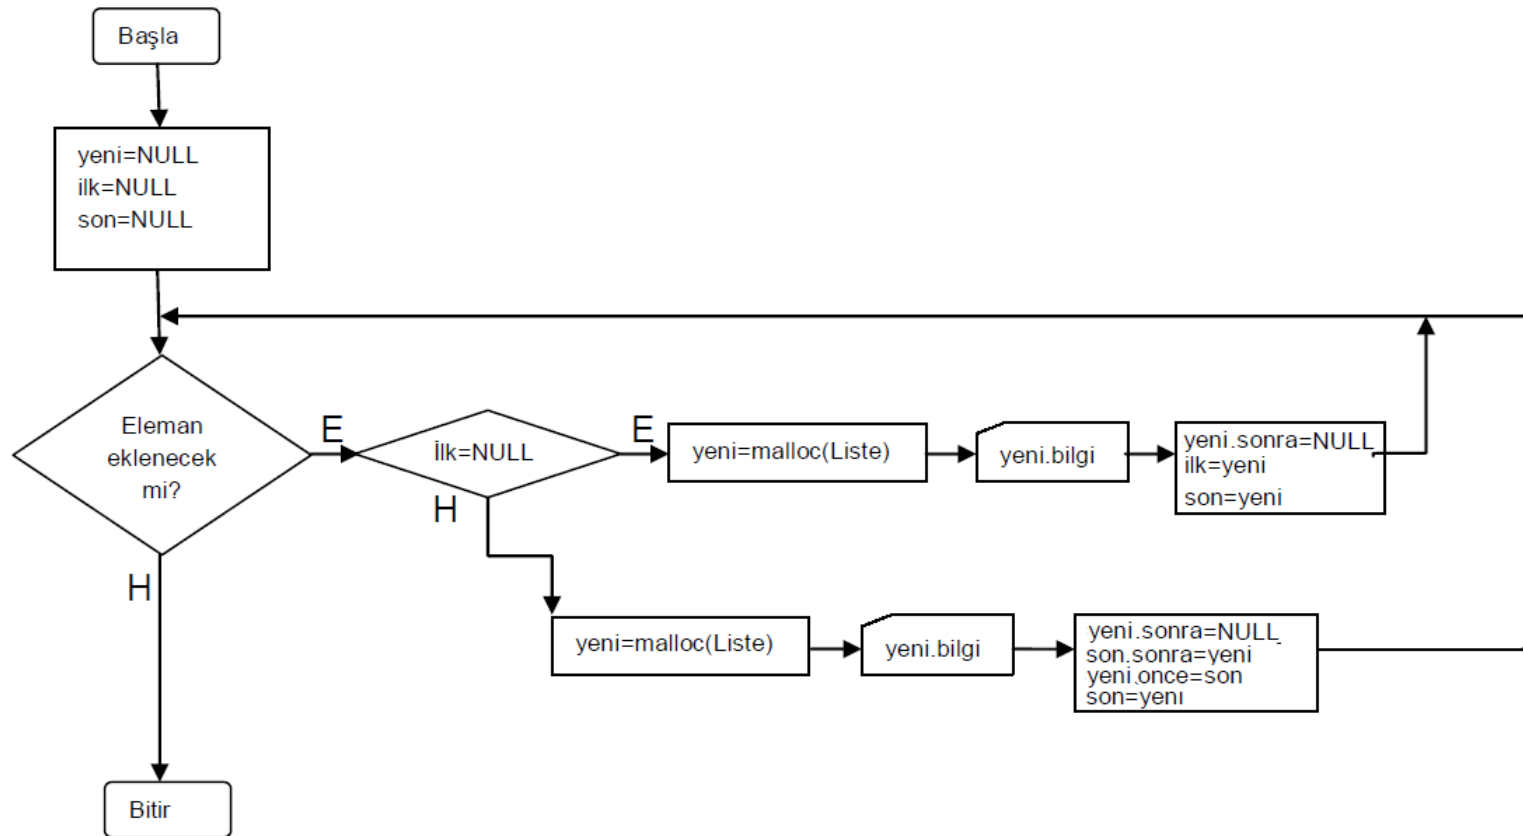 Başla
yeni=NULL
ilk=NULL
son=NULL
Eleman
eklenecek
mi?
E
H
İlk=NULL
E
H
yeni=malloc(Liste)
yeni.bilgi
yeni.sonra=NULL
ilk=yeni
son=yeni
yeni=malloc(Liste)
yeni.bilgi
yeni.sonra=NULL
son.sonra=yeni
yeni.once=son
son=yeni
Bitir